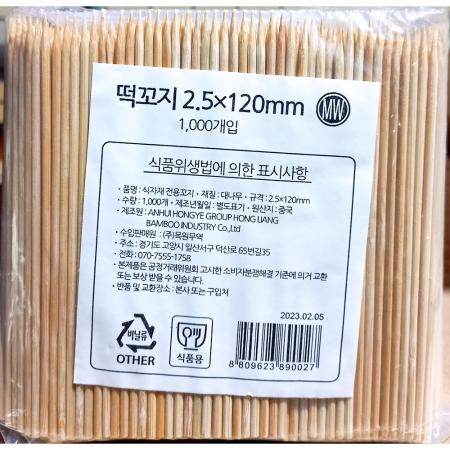 떡꼬지 2.5×120mm
MW
1,000개입
식품위생법에 의한 표시사항
· 품명 : 식자재 전용꼬지 · 재질 : 대나무 · 규격 : 2.5×120mm
· 수량 : 1,000개 · 제조년월일 : 별도표기 · 원산지 : 중국
· 제조원 : ANHUI HONGYE GROUP HONG LIANG
BAMBOO INDUSTRY Co.,Ltd
· 수입판매원 : (주)목원무역
· 주소 : 경기도 고양시 일산서구 덕산로 65번길35
· 전화 : 070-7555-1758
· 본제품은 공정거래위원회 고시한 소비자분쟁해결 기준에 의거 교환
또는 보상 받을 수 있습니다.
· 반품 및 교환장소 : 본사 또는 구입처
2023.02.05
비닐류
OTHER
식품용
8 809623 890027